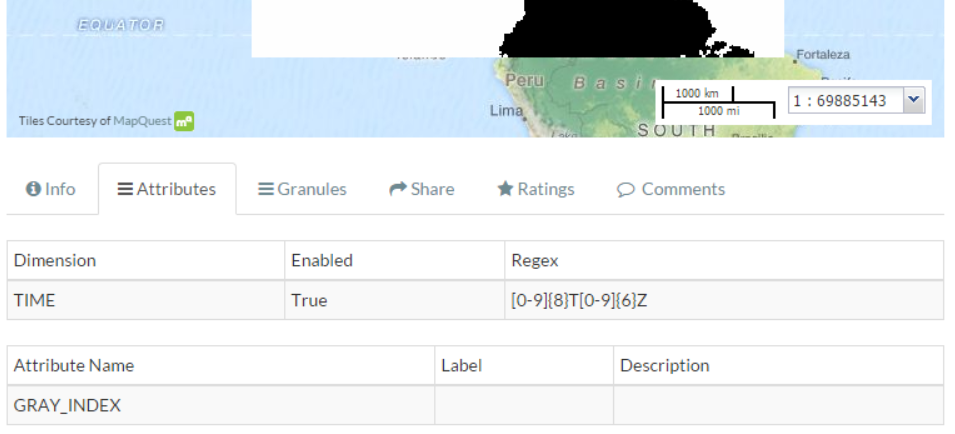 EQUATOR
Fortaleza
Peru
Basin
1000 km
1 : 69885143
Lima
1000 mi
Tiles Courtesy of MapQuest
SOUTH
Info Attributes Granules Share Ratings Comments
Dimension Enabled Regex
TIME True [0-9]{8}T[0-9]{6}Z
Attribute Name Label Description
GRAY_INDEX